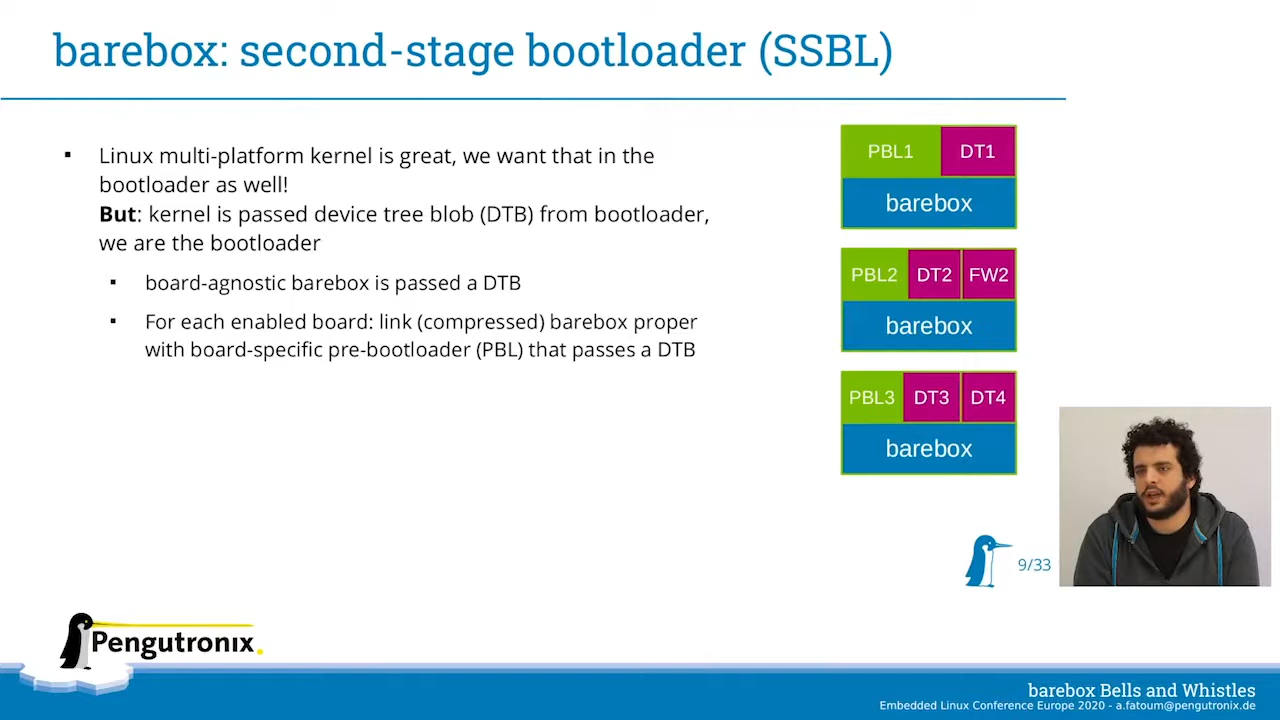 barebox: second-stage bootloader (SSBL)
▪ Linux multi-platform kernel is great, we want that in the
bootloader as well!
But: kernel is passed device tree blob (DTB) from bootloader,
we are the bootloader
▪ board-agnostic barebox is passed a DTB
▪ For each enabled board: link (compressed) barebox proper
with board-specific pre-bootloader (PBL) that passes a DTB
PBL1 DT1
barebox
PBL2 DT2 FW2
barebox
PBL3 DT3 DT4
barebox
9/33
Pengutronix
barebox Bells and Whistles
Embedded Linux Conference Europe 2020 - a.fatoum@pengutronix.de